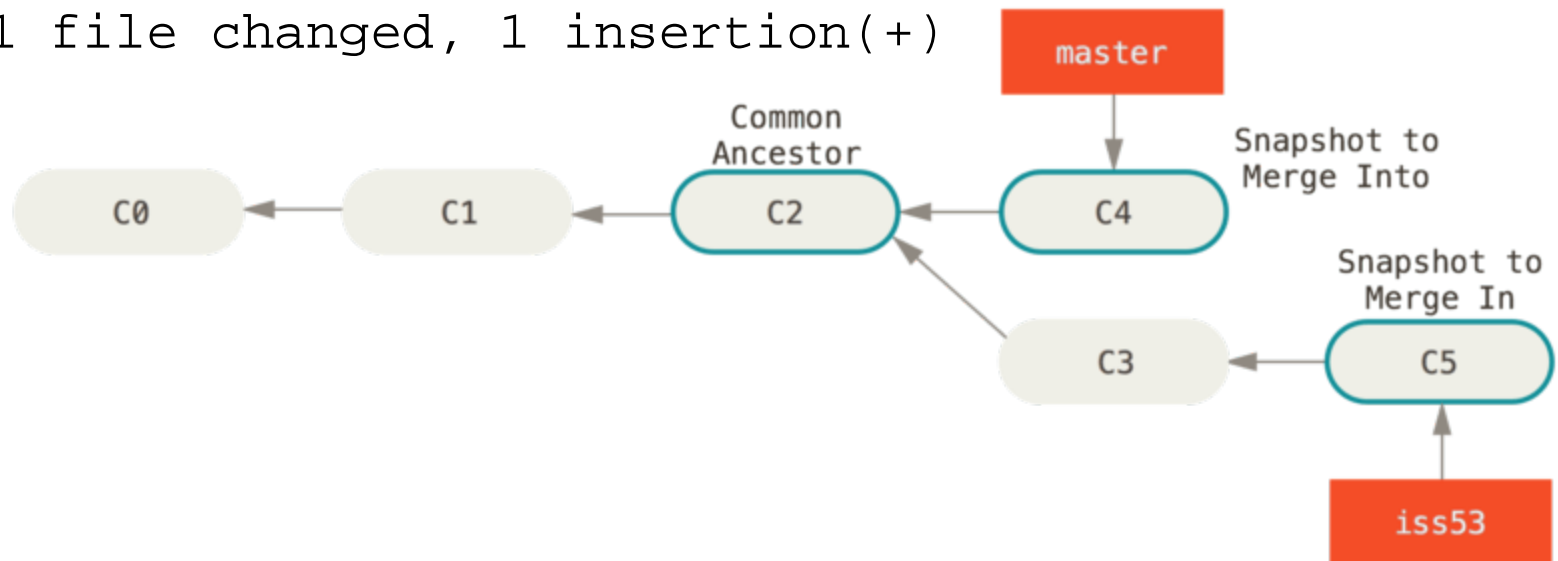 1 file changed, 1 insertion(+)
master
Common
Ancestor
Snapshot to
Merge Into
C0
C1
C2
C4
Snapshot to
Merge In
C3
C5
iss53